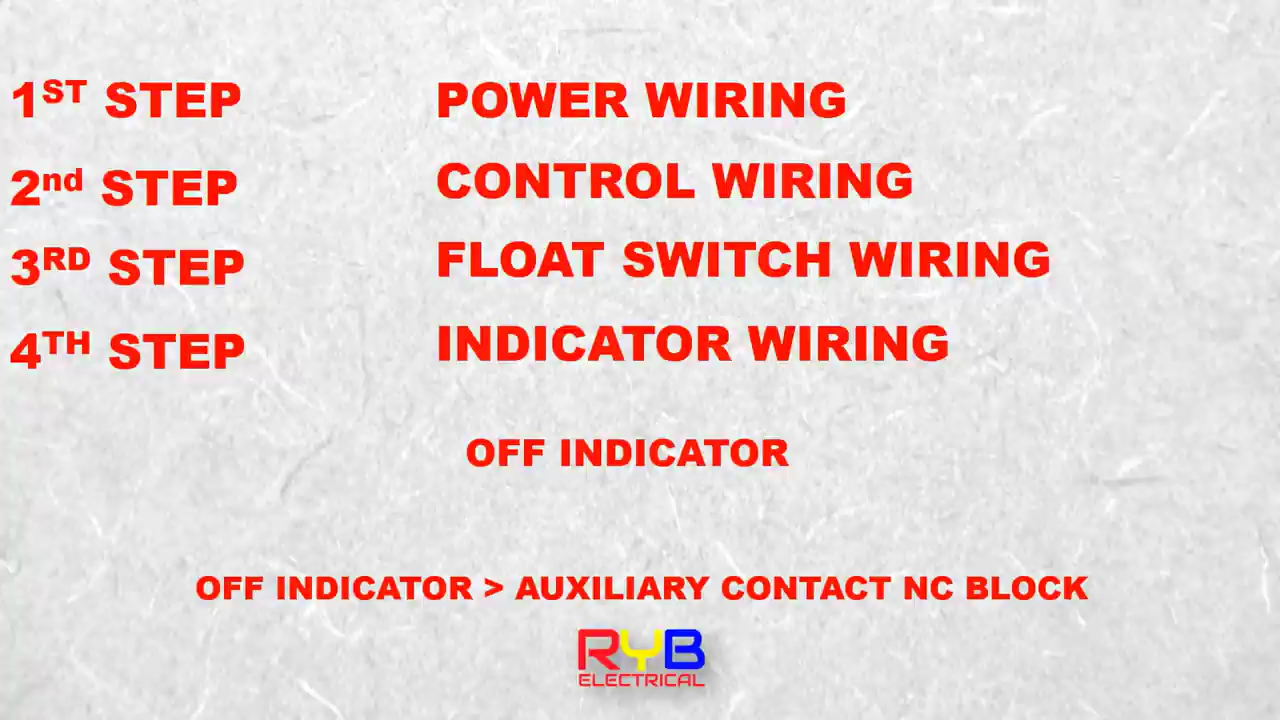 1ST STEP POWER WIRING
2nd STEP CONTROL WIRING
3RD STEP FLOAT SWITCH WIRING
4TH STEP INDICATOR WIRING
OFF INDICATOR
OFF INDICATOR > AUXILIARY CONTACT NC BLOCK
RYB
ELECTRICAL